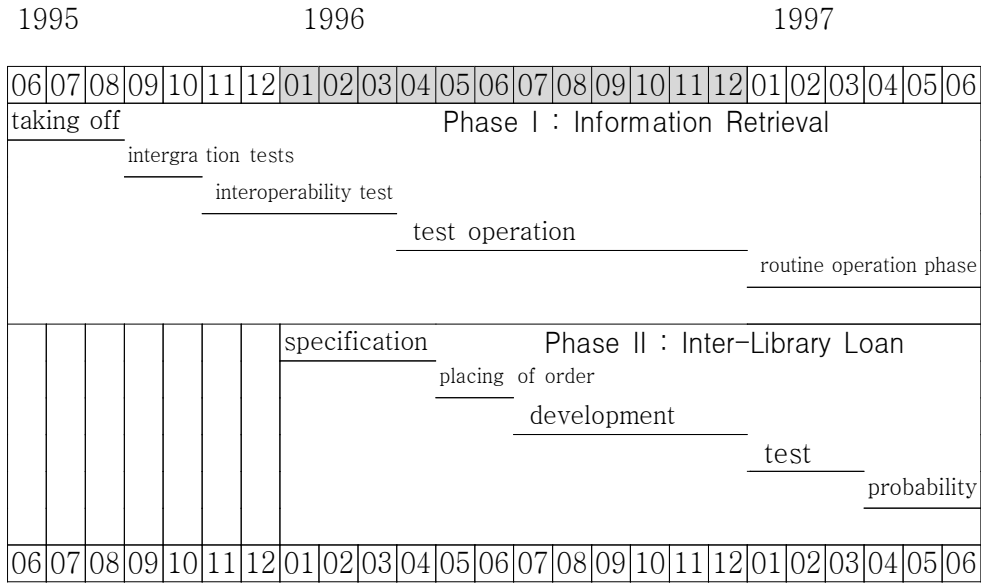 1995 1996 1997
06 07 08 09 10 11 12 01 02 03 04 05 06 07 08 09 10 11 12 01 02 03 04 05 06
taking off Phase Ⅰ : Information Retrieval
intergra tion tests
interoperability test
test operation
routine operation phase
specification Phase Ⅱ : Inter-Library Loan
placing of order
development
test
probability
06 07 08 09 10 11 12 01 02 03 04 05 06 07 08 09 10 11 12 01 02 03 04 05 06